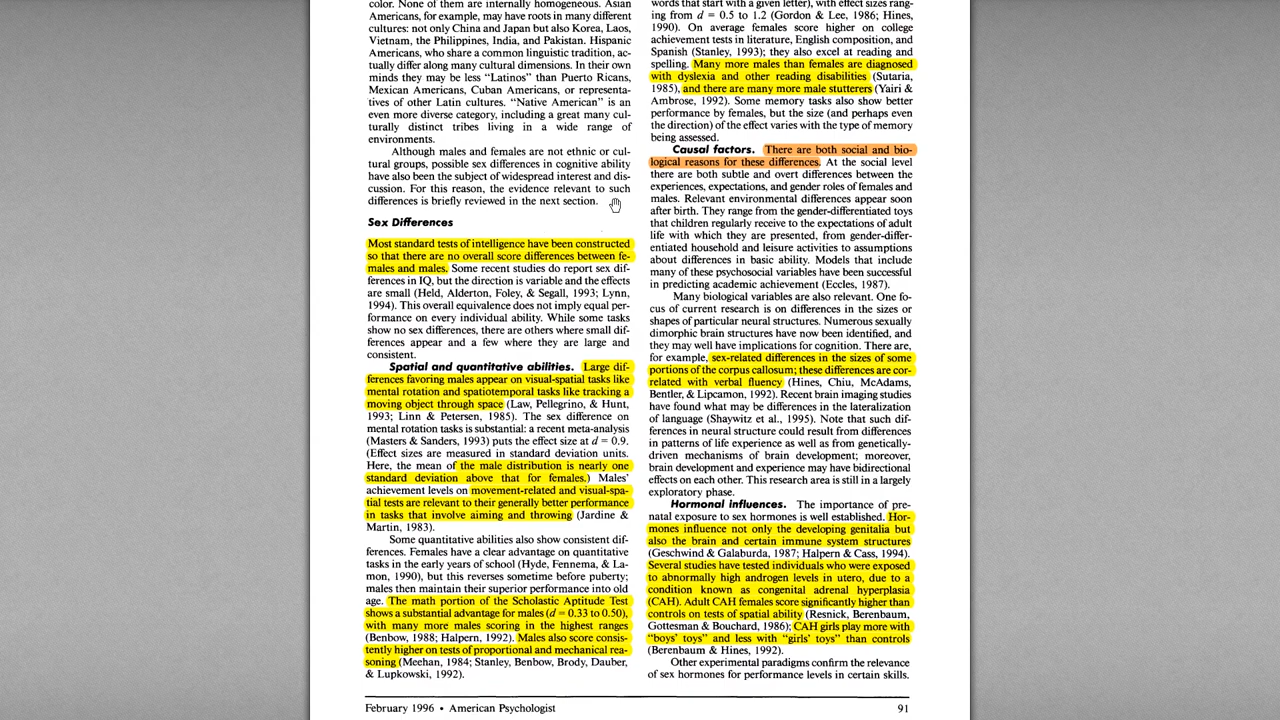 color. None of them are internally homogeneous. Asian
Americans, for example, may have roots in many different
cultures: not only China and Japan but also Korea, Laos,
Vietnam, the Philippines, India, and Pakistan. Hispanic
Americans, who share a common linguistic tradition, ac-
tually differ along many cultural dimensions. In their own
minds they may be less “Latinos” than Puerto Ricans,
Mexican Americans, Cuban Americans, or representa-
tives of other Latin cultures. “Native American” is an
even more diverse category, including a great many cul-
turally distinct tribes living in a wide range of
environments.
Although males and females are not ethnic or cul-
tural groups, possible sex differences in cognitive ability
have also been the subject of widespread interest and dis-
cussion. For this reason, the evidence relevant to such
differences is briefly reviewed in the next section.
Sex Differences
Most standard tests of intelligence have been constructed
so that there are no overall score differences between fe-
males and males. Some recent studies do report sex dif-
ferences in IQ, but the direction is variable and the effects
are small (Held, Alderton, Foley, & Segall, 1993; Lynn,
1994). This overall equivalence does not imply equal per-
formance on every individual ability. While some tasks
show no sex differences, there are others where small dif-
ferences appear and a few where they are large and
consistent.
Spatial and quantitative abilities. Large dif-
ferences favoring males appear on visual-spatial tasks like
mental rotation and spatiotemporal tasks like tracking a
moving object through space (Law, Pellegrino, & Hunt,
1993; Linn & Petersen, 1985). The sex difference on
mental rotation tasks is substantial: a recent meta-analysis
(Masters & Sanders, 1993) puts the effect size at d = 0.9.
(Effect sizes are measured in standard deviation units.
Here, the mean of the male distribution is nearly one
standard deviation above that for females.) Males'
achievement levels on movement-related and visual-spa-
tial tests are relevant to their generally better performance
in tasks that involve aiming and throwing (Jardine &
Martin, 1983).
Some quantitative abilities also show consistent dif-
ferences. Females have a clear advantage on quantitative
tasks in the early years of school (Hyde, Fennema, & La-
mon, 1990), but this reverses sometime before puberty;
males then maintain their superior performance into old
age. The math portion of the Scholastic Aptitude Test
shows a substantial advantage for males (d = 0.33 to 0.50),
with many more males scoring in the highest ranges
(Benbow, 1988; Halpern, 1992). Males also score consis-
tently higher on tests of proportional and mechanical rea-
soning (Meehan, 1984; Stanley, Benbow, Brody, Dauber,
& Lupkowski, 1992).
words that start with a given letter), with effect sizes rang-
ing from d = 0.5 to 1.2 (Gordon & Lee, 1986; Hines,
1990). On average females score higher on college
achievement tests in literature, English composition, and
Spanish (Stanley, 1993); they also excel at reading and
spelling. Many more males than females are diagnosed
with dyslexia and other reading disabilities (Sutaria,
1985), and there are many more male stutterers (Yairi &
Ambrose, 1992). Some memory tasks also show better
performance by females, but the size (and perhaps even
the direction) of the effect varies with the type of memory
being assessed.
Causal factors. There are both social and bio-
logical reasons for these differences. At the social level
there are both subtle and overt differences between the
experiences, expectations, and gender roles of females and
males. Relevant environmental differences appear soon
after birth. They range from the gender-differentiated toys
that children regularly receive to the expectations of adult
life with which they are presented, from gender-differ-
entiated household and leisure activities to assumptions
about differences in basic ability. Models that include
many of these psychosocial variables have been successful
in predicting academic achievement (Eccles, 1987).
Many biological variables are also relevant. One fo-
cus of current research is on differences in the sizes or
shapes of particular neural structures. Numerous sexually
dimorphic brain structures have now been identified, and
they may well have implications for cognition. There are,
for example, sex-related differences in the sizes of some
portions of the corpus callosum; these differences are cor-
related with verbal fluency (Hines, Chiu, McAdams,
Bentler, & Lipcamon, 1992). Recent brain imaging studies
have found what may be differences in the lateralization
of language (Shaywitz et al., 1995). Note that such dif-
ferences in neural structure could result from differences
in patterns of life experience as well as from genetically-
driven mechanisms of brain development; moreover,
brain development and experience may have bidirectional
effects on each other. This research area is still in a largely
exploratory phase.
Hormonal influences. The importance of pre-
natal exposure to sex hormones is well established. Hor-
mones influence not only the developing genitalia but
also the brain and certain immune system structures
(Geschwind & Galaburda, 1987; Halpern & Cass, 1994).
Several studies have tested individuals who were exposed
to abnormally high androgen levels in utero, due to a
condition known as congenital adrenal hyperplasia
(CAH). Adult CAH females score significantly higher than
controls on tests of spatial ability (Resnick, Berenbaum,
Gottesman & Bouchard, 1986); CAH girls play more with
“boys' toys” and less with “girls' toys” than controls
(Berenbaum & Hines, 1992).
Other experimental paradigms confirm the relevance
of sex hormones for performance levels in certain skills.
February 1996 • American Psychologist
91